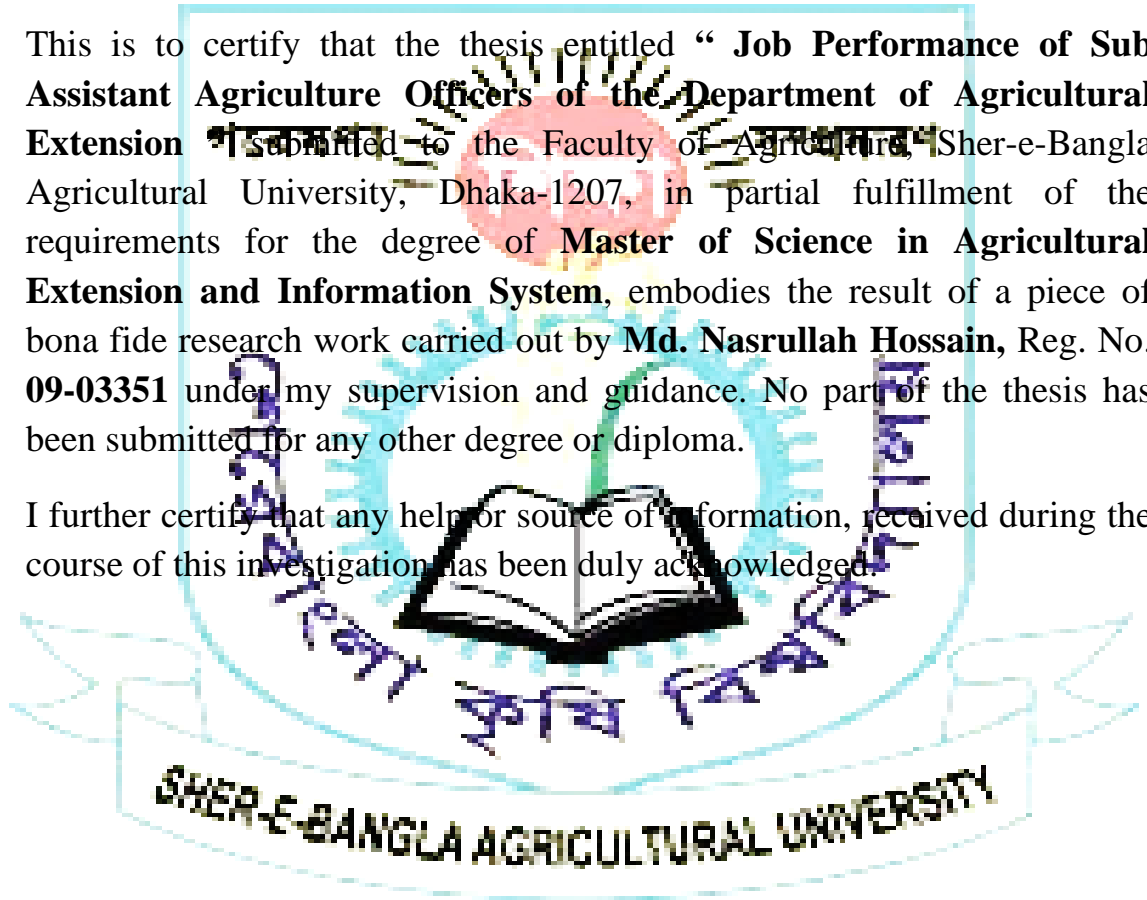 This is to certify that the thesis entitled “ Job Performance of Sub
Assistant Agriculture Officers of the Department of Agricultural
Extension ” submitted to the Faculty of Agriculture, Sher-e-Bangla
Agricultural University, Dhaka-1207, in partial fulfillment of the
requirements for the degree of Master of Science in Agricultural
Extension and Information System, embodies the result of a piece of
bona fide research work carried out by Md. Nasrullah Hossain, Reg. No.
09-03351 under my supervision and guidance. No part of the thesis has
been submitted for any other degree or diploma.
I further certify that any help or source of information, received during the
course of this investigation has been duly acknowledged.
শেরেবাংলা কৃষি বিশ্ববিদ্যালয়
SHER-E-BANGLA AGRICULTURAL UNIVERSITY